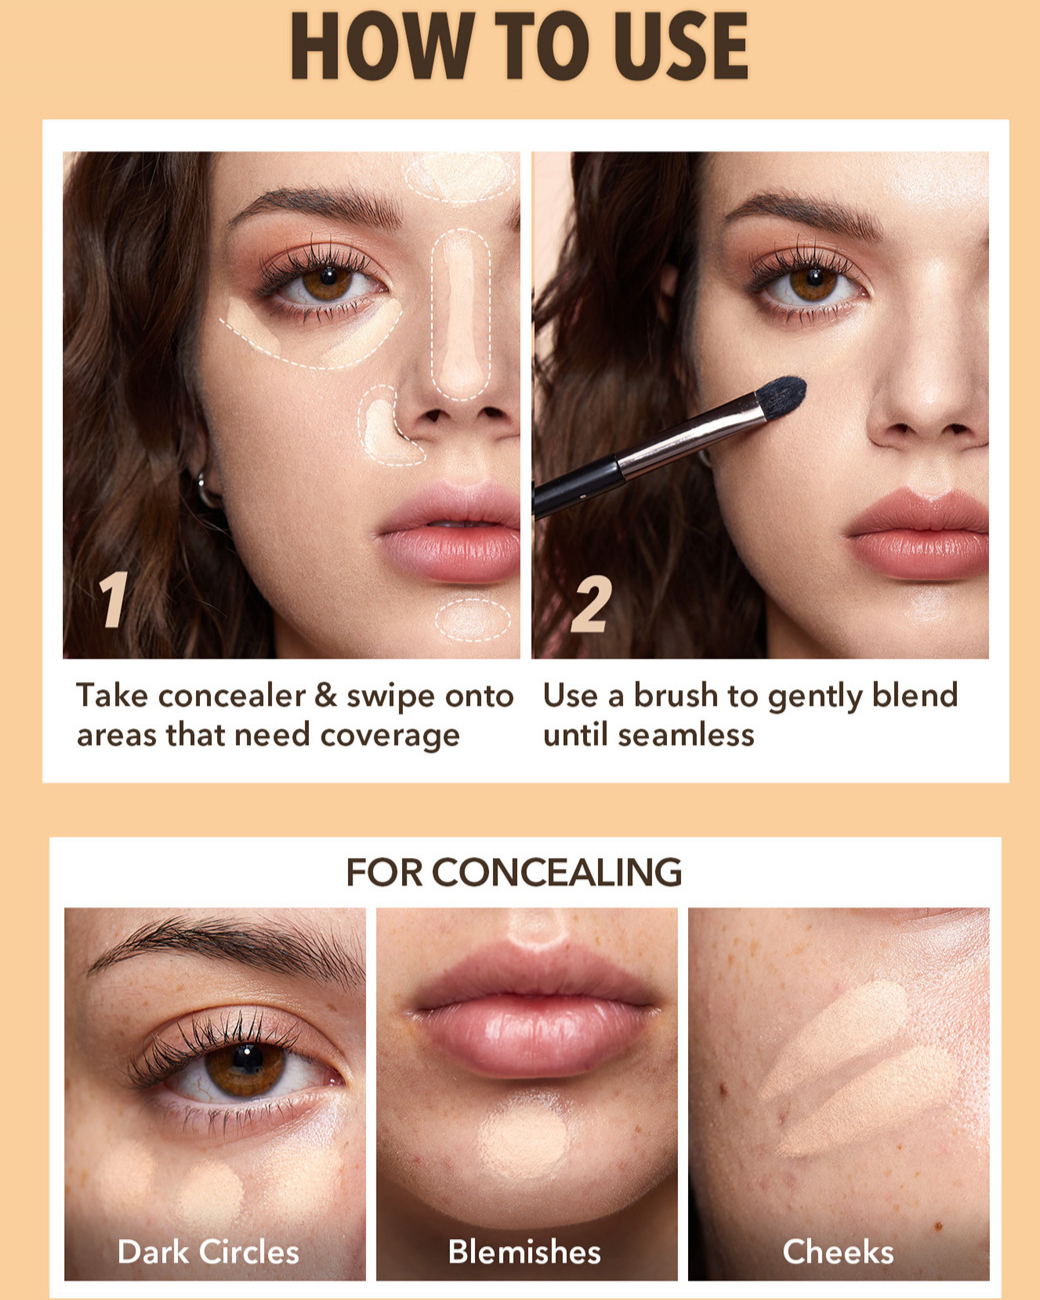 HOW TO USE
1
2
Take concealer & swipe onto
areas that need coverage
Use a brush to gently blend
until seamless
FOR CONCEALING
Dark Circles
Blemishes
Cheeks